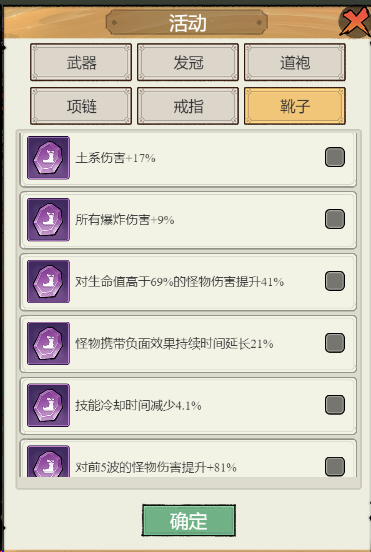 活动
武器 发冠 道袍
项链 戒指 靴子
土系伤害+17%
所有爆炸伤害+9%
对生命值高于69%的怪物伤害提升41%
怪物携带负面效果持续时间延长21%
技能冷却时间减少4.1%
对前5波的怪物伤害提升+81%
确定